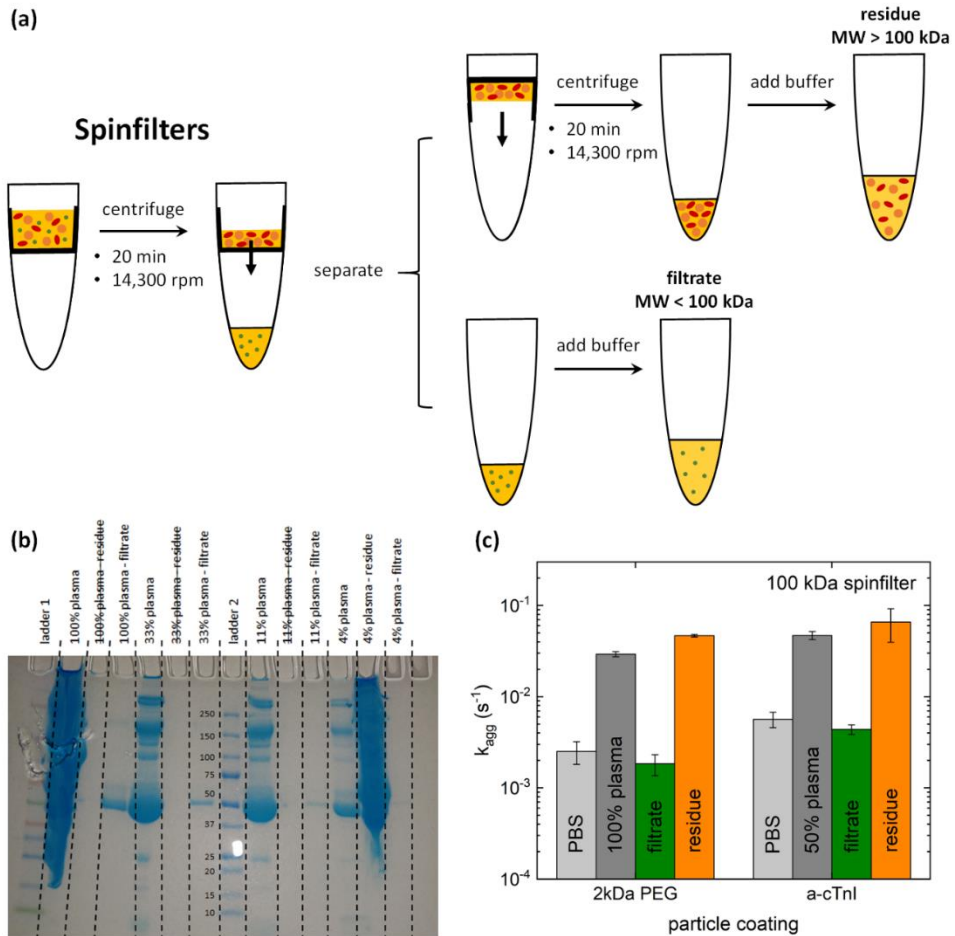 (a)
Spinfilters
centrifuge
• 20 min
• 14,300 rpm
separate
centrifuge
• 20 min
• 14,300 rpm
add buffer
residue
MW > 100 kDa
add buffer
filtrate
MW < 100 kDa
(b)
ladder 1
100% plasma
100% plasma - residue
100% plasma - filtrate
33% plasma
33% plasma - residue
33% plasma - filtrate
ladder 2
11% plasma
11% plasma - residue
11% plasma - filtrate
4% plasma
4% plasma - residue
4% plasma - filtrate
250
150
100
75
50
37
25
20
15
10
(c)
100 kDa spinfilter
10⁻¹
10⁻²
10⁻³
10⁻⁴
k_agg (s⁻¹)
PBS
100% plasma
filtrate
residue
PBS
50% plasma
filtrate
residue
2kDa PEG
a-cTnI
particle coating